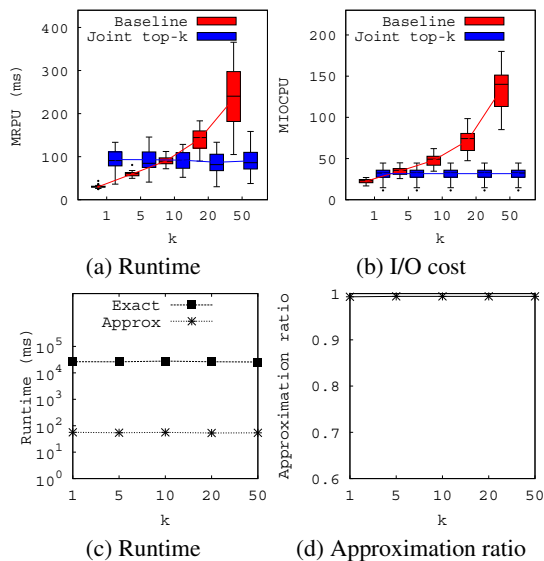 Baseline
Joint top-k
MRPU (ms)
400
300
200
100
0
1 5 10 20 50
k
(a) Runtime
Baseline
Joint top-k
MIOCPU
200
150
100
50
0
1 5 10 20 50
k
(b) I/O cost
Exact
Approx
Runtime (ms)
10^5
10^4
10^3
10^2
10^1
10^0
1 5 10 20 50
k
(c) Runtime
Approximation ratio
1
0.9
0.8
0.7
0.6
1 5 10 20 50
k
(d) Approximation ratio